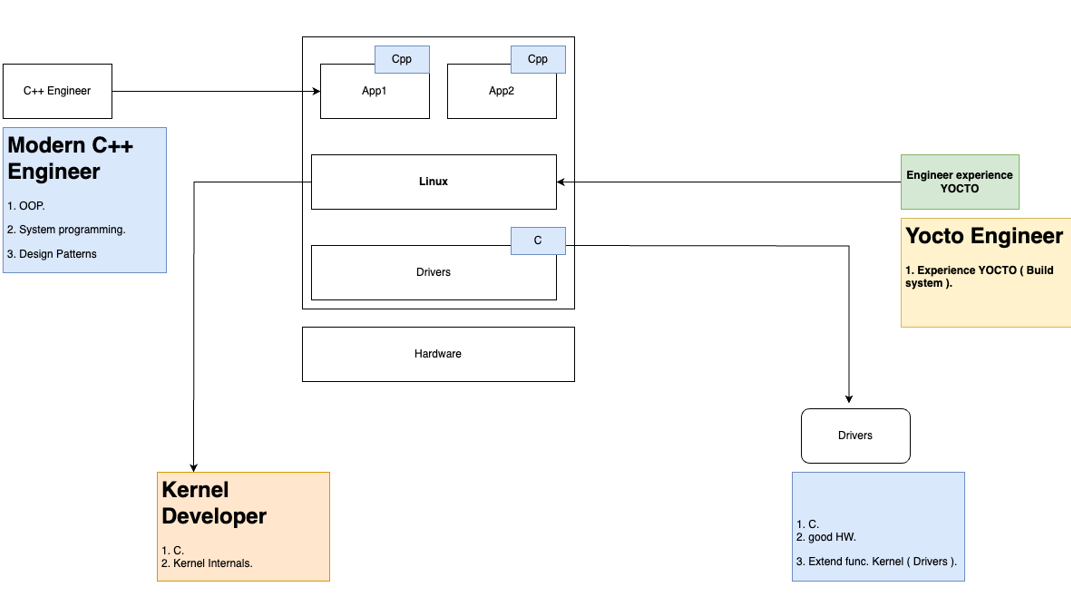 Cpp
Cpp
C++ Engineer
App1
App2
Modern C++
Engineer
1. OOP.
2. System programming.
3. Design Patterns
Linux
Engineer experience
YOCTO
Yocto Engineer
1. Experience YOCTO ( Build
system ).
C
Drivers
Hardware
Drivers
Kernel
Developer
1. C.
2. Kernel Internals.
1. C.
2. good HW.
3. Extend func. Kernel ( Drivers ).